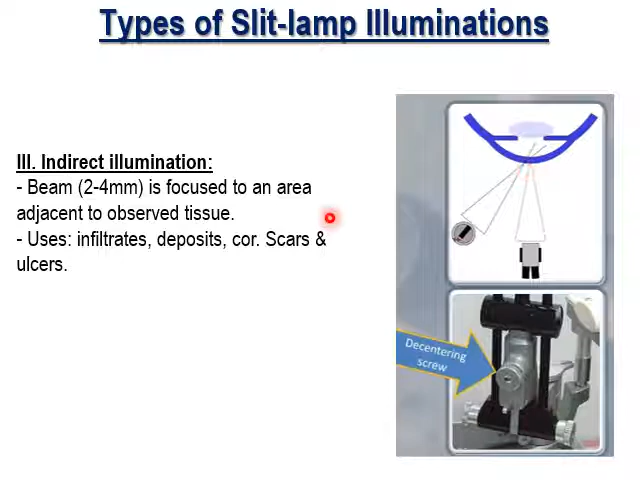 Types of Slit-lamp Illuminations
III. Indirect illumination:
- Beam (2-4mm) is focused to an area
adjacent to observed tissue.
- Uses: infiltrates, deposits, cor. Scars &
ulcers.
Decentering
screw